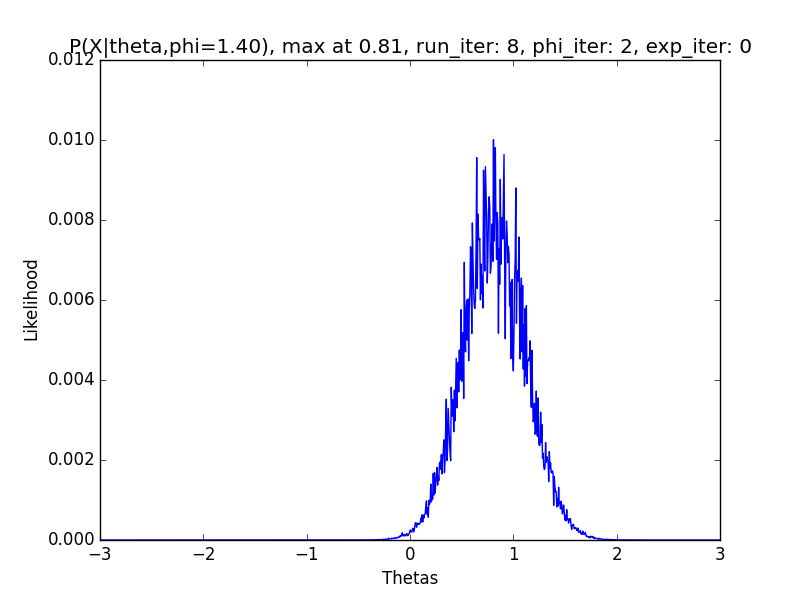 P(X|theta,phi=1.40), max at 0.81, run_iter: 8, phi_iter: 2, exp_iter: 0
0.012
0.010
0.008
0.006
0.004
0.002
0.000
Likelihood
−3 −2 −1 0 1 2 3
Thetas